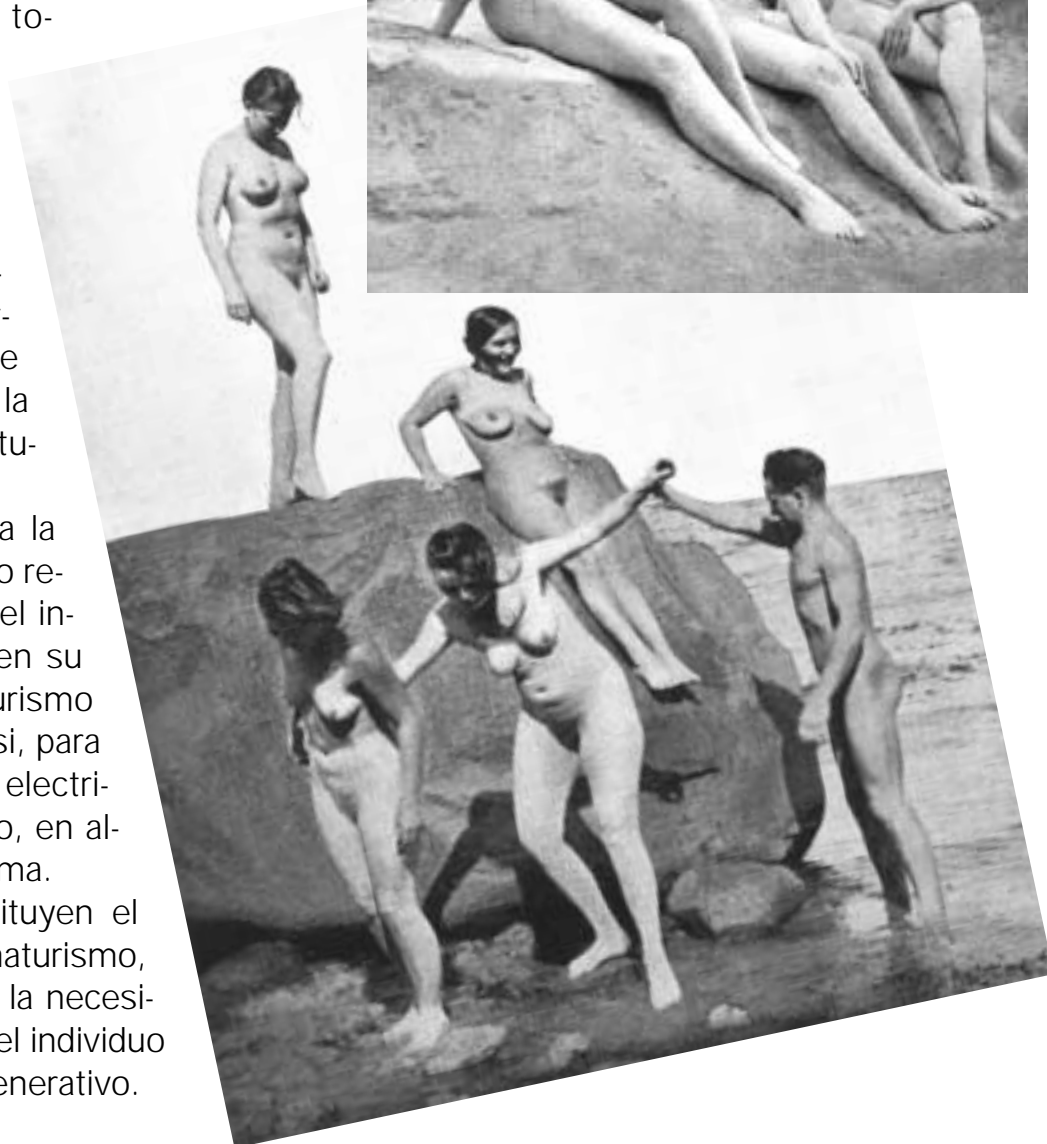 to-
e
la
tu-
a la
o re-
el in-
en su
urismo
si, para
electri-
o, en al-
ma.
ituyen el
naturismo,
la necesi-
el individuo
enerativo.